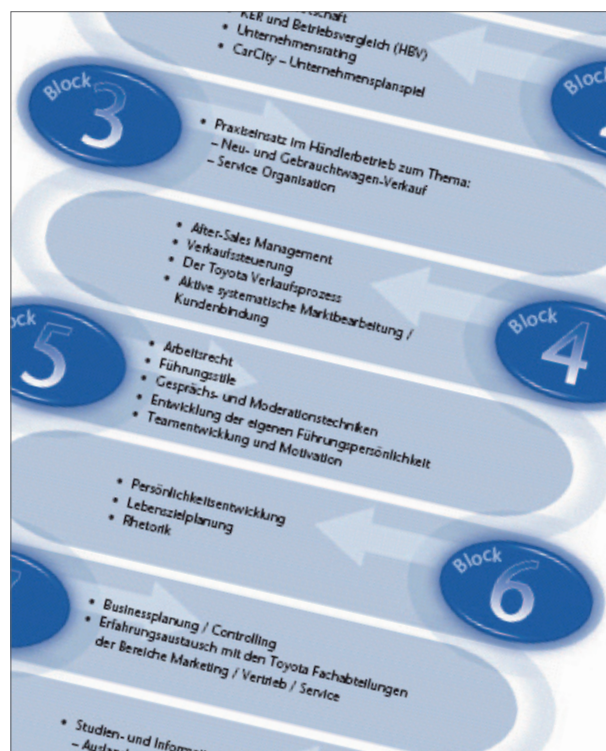 KER und Betriebsvergleich (HBV)
• Unternehmensrating
• CarCity – Unternehmensplanspiel
Block
3
• Praxiseinsatz im Händlerbetrieb zum Thema:
– Neu- und Gebrauchtwagen-Verkauf
– Service Organisation
• After-Sales Management
• Verkaufssteuerung
• Der Toyota Verkaufsprozess
• Aktive systematische Marktbearbeitung /
Kundenbindung
Block
4
5
• Arbeitsrecht
• Führungsstile
• Gesprächs- und Moderationstechniken
• Entwicklung der eigenen Führungspersönlichkeit
• Teamentwicklung und Motivation
• Persönlichkeitsentwicklung
• Lebenszielplanung
• Rhetorik
Block
6
• Businessplanung / Controlling
• Erfahrungsaustausch mit den Toyota Fachabteilungen
der Bereiche Marketing / Vertrieb / Service
• Studien- und